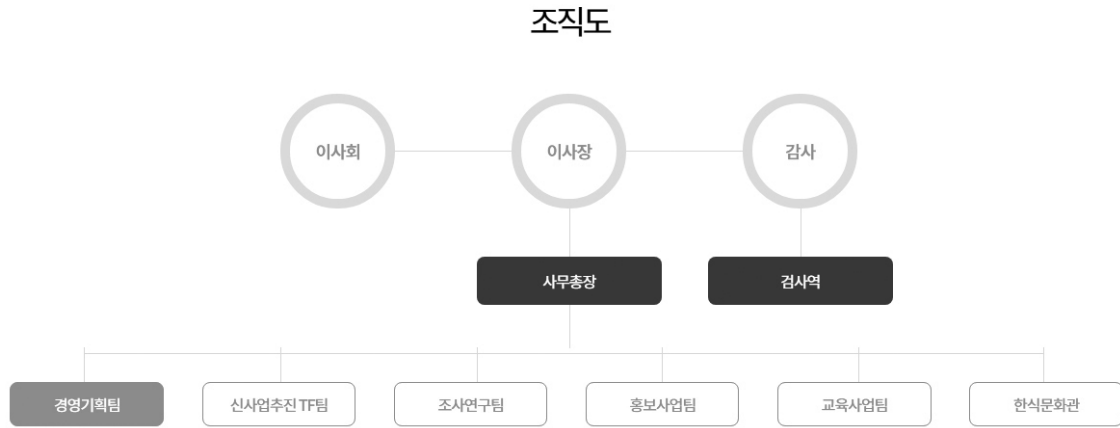 조직도
이사회
이사장
감사
사무총장
검사역
경영기획팀
신사업추진 TF팀
조사연구팀
홍보사업팀
교육사업팀
한식문화관